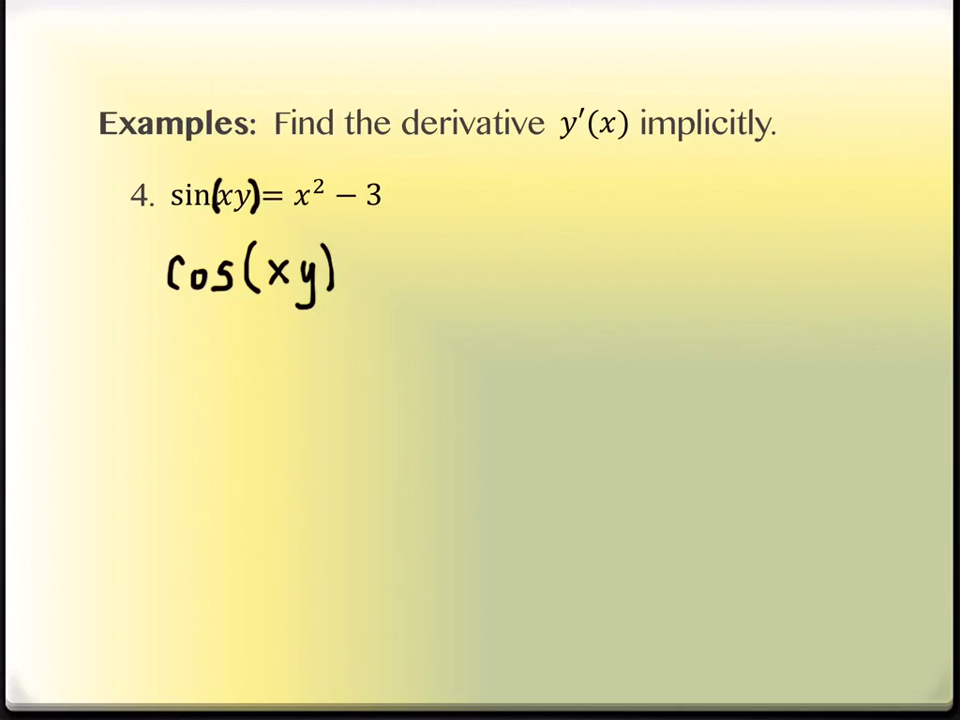 Examples: Find the derivative y′(x) implicitly.
4. sin(xy) = x² − 3
cos(xy)